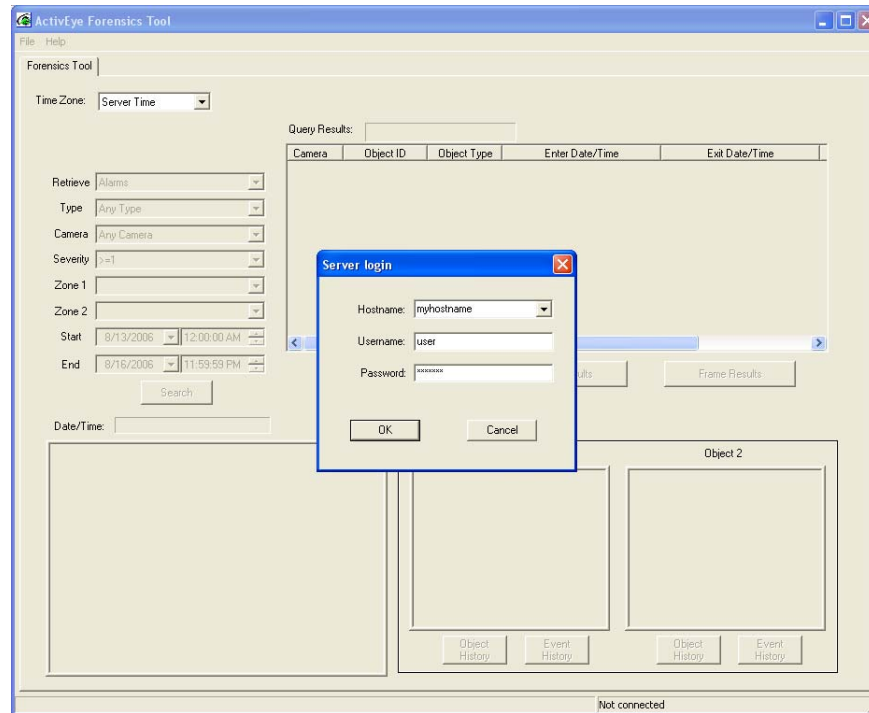 ActivEye Forensics Tool
File Help
Forensics Tool
Time Zone: Server Time
Query Results:
Camera Object ID Object Type Enter Date/Time Exit Date/Time
Retrieve Alarms
Type Any Type
Camera Any Camera
Severity >=1
Zone 1
Zone 2
Start 8/13/2006 12:00:00 AM
End 8/16/2006 11:59:59 PM
Search
Server login
Hostname: myhostname
Username: user
Password: xxxxxxx
OK Cancel
Frame Results
Date/Time:
Object 2
Object History Event History Object History Event History
Not connected